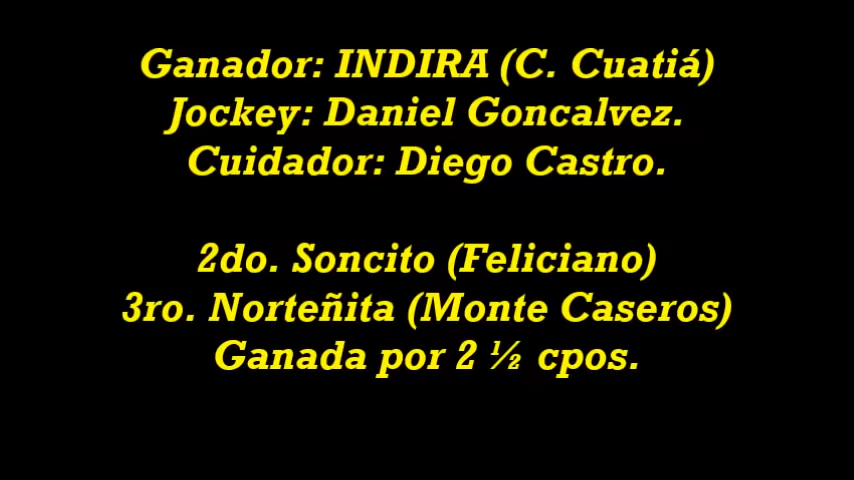 Ganador: INDIRA (C. Cuatiá)
Jockey: Daniel Goncalvez.
Cuidador: Diego Castro.
2do. Soncito (Feliciano)
3ro. Norteñita (Monte Caseros)
Ganada por 2 ½ cpos.